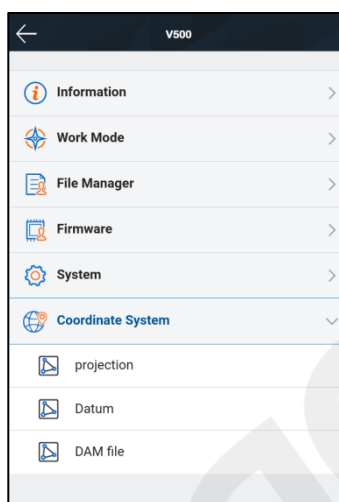 V500
Information
Work Mode
File Manager
Firmware
System
Coordinate System
projection
Datum
DAM file